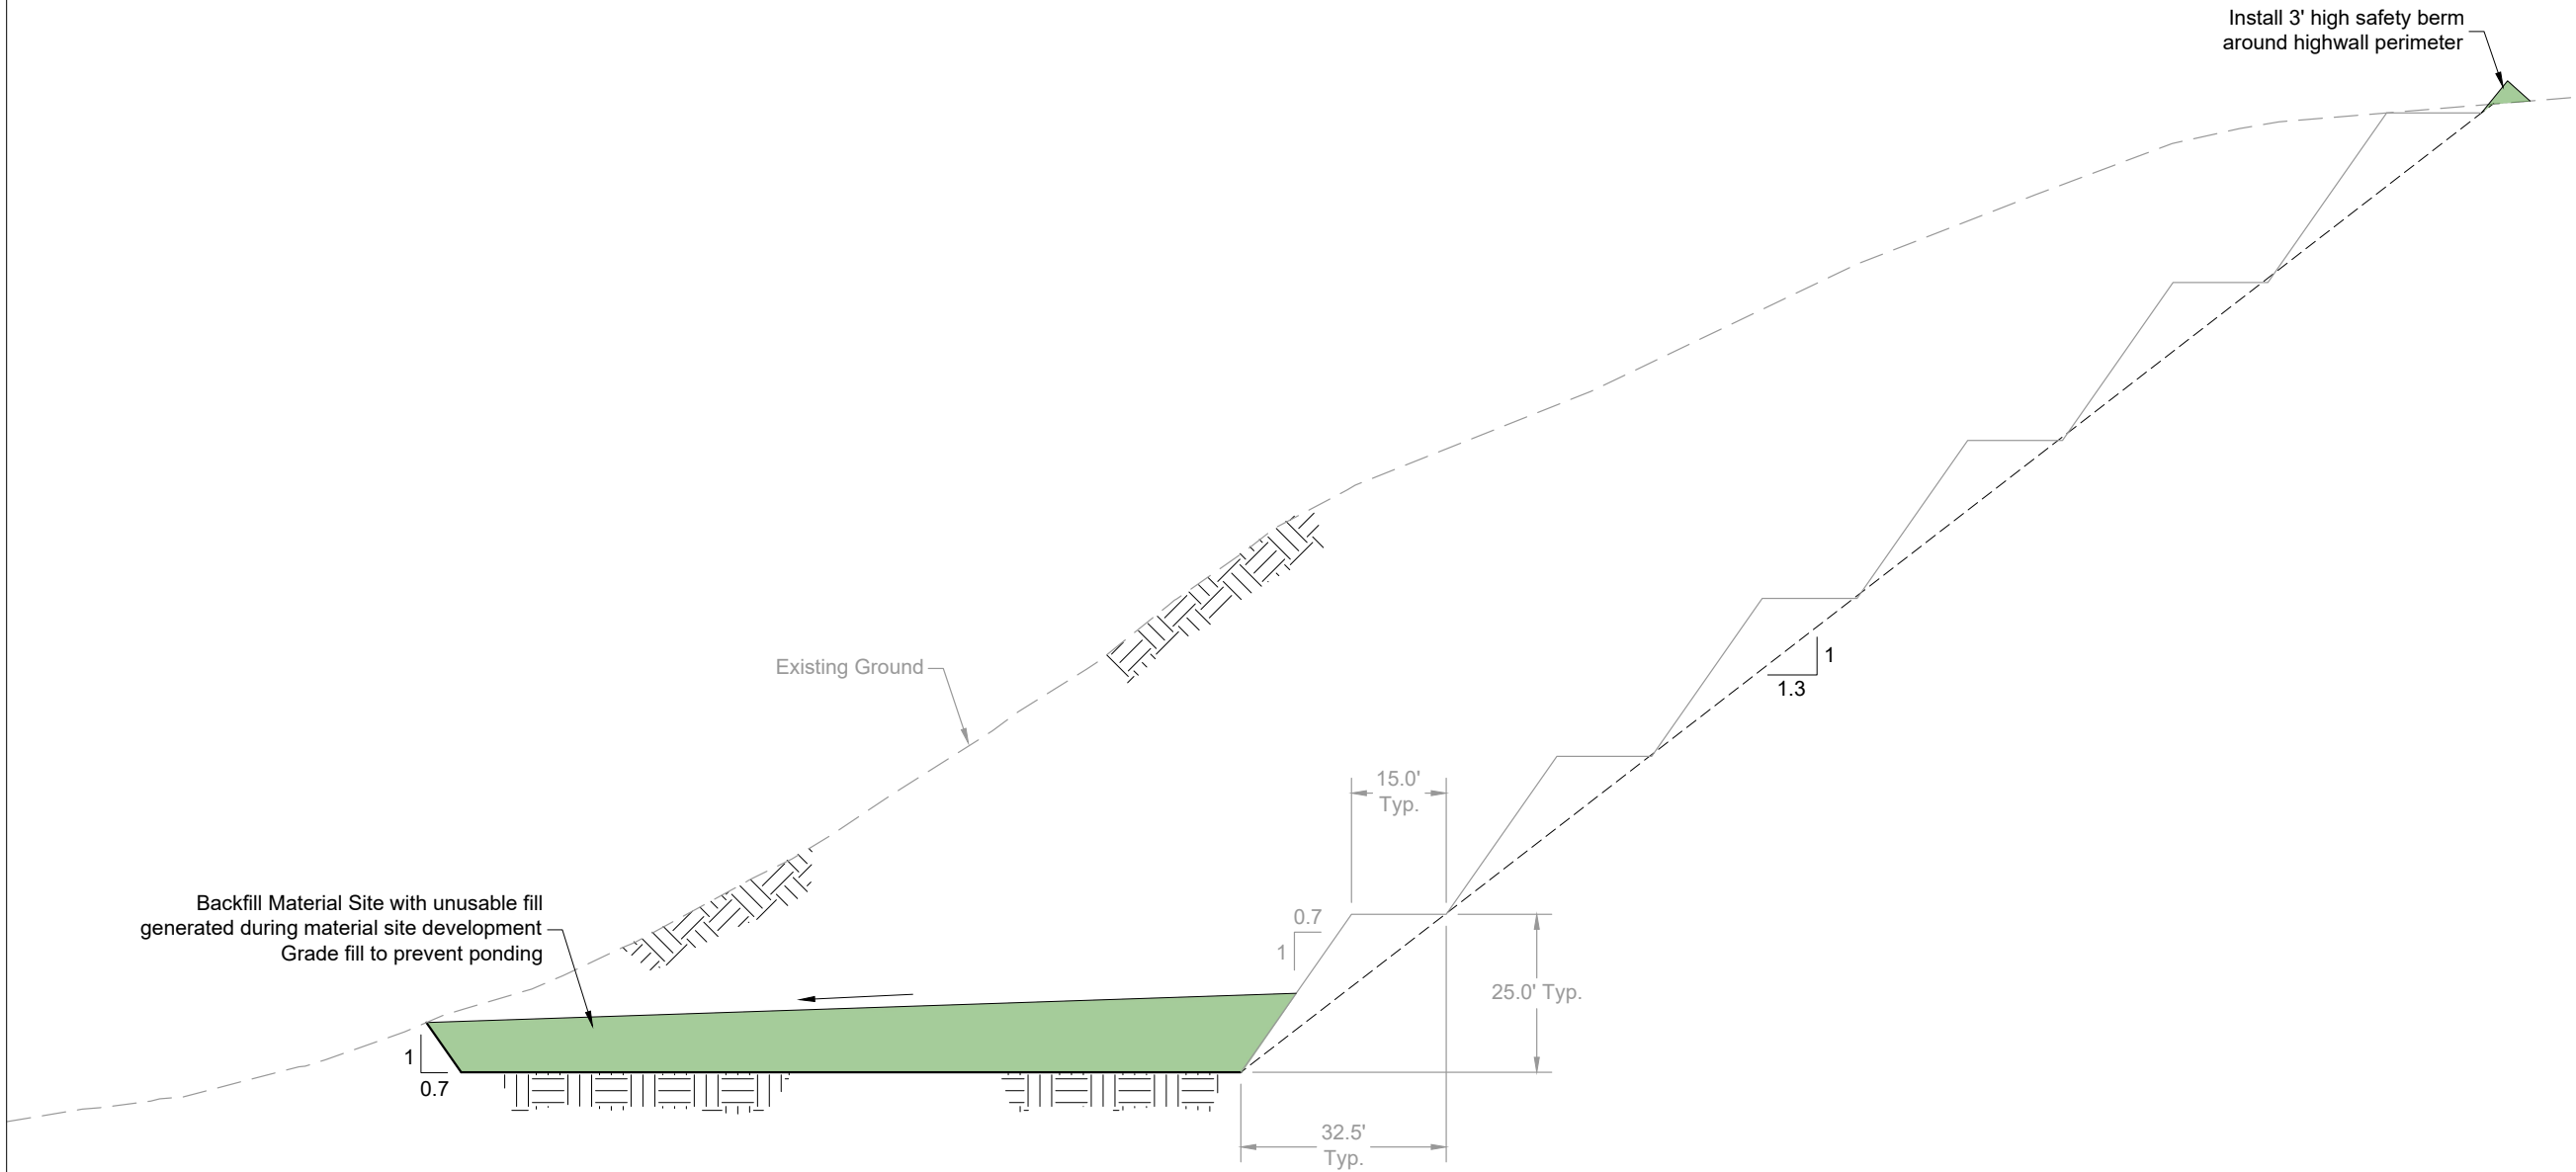 Install 3' high safety berm
around highwall perimeter
Existing Ground
1
1.3
15.0'
Typ.
Backfill Material Site with unusable fill
generated during material site development
Grade fill to prevent ponding
0.7
1
25.0' Typ.
1
0.7
32.5'
Typ.